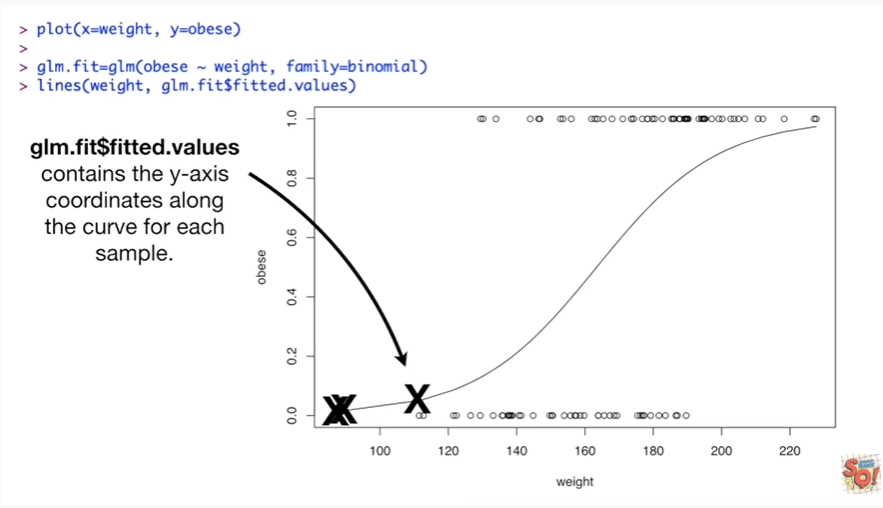 > plot(x=weight, y=obese)
>
> glm.fit=glm(obese ~ weight, family=binomial)
> lines(weight, glm.fit$fitted.values)
glm.fit$fitted.values
contains the y-axis
coordinates along
the curve for each
sample.
obese
1.0
0.8
0.6
0.4
0.2
0.0
X X X
100 120 140 160 180 200 220
weight
SQ!